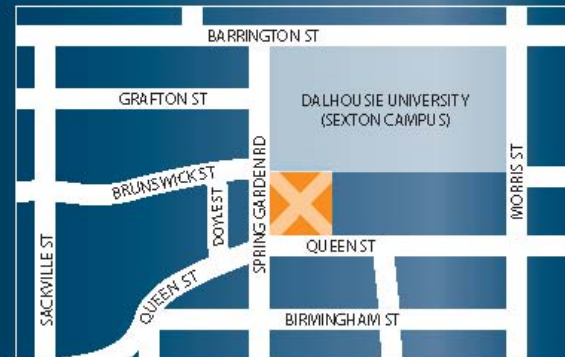 BARRINGTON ST
GRAFTON ST
DALHOUSIE UNIVERSITY
(SEXTON CAMPUS)
BRUNSWICK ST
DOYLE ST
SPRING GARDEN RD
MORRIS ST
SACKVILLE ST
QUEEN ST
QUEEN ST
BIRMINGHAM ST